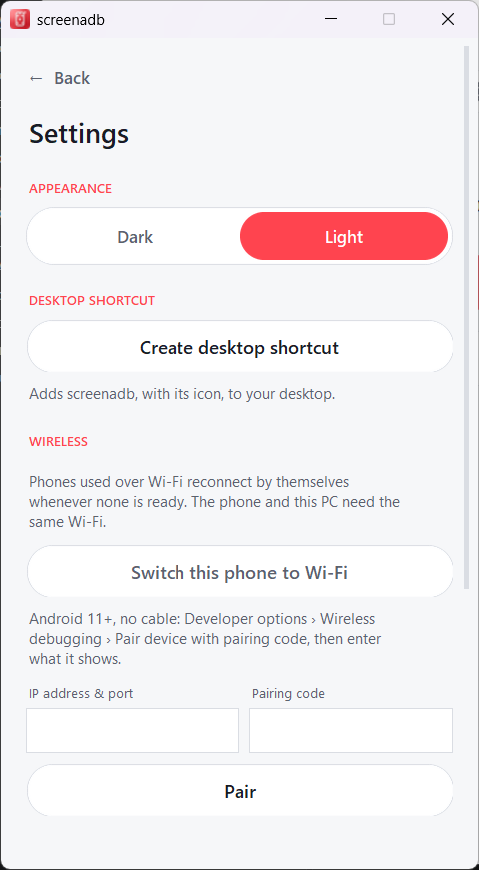 screenadb
← Back
Settings
APPEARANCE
Dark
Light
DESKTOP SHORTCUT
Create desktop shortcut
Adds screenadb, with its icon, to your desktop.
WIRELESS
Phones used over Wi-Fi reconnect by themselves
whenever none is ready. The phone and this PC need the
same Wi-Fi.
Switch this phone to Wi-Fi
Android 11+, no cable: Developer options › Wireless
debugging › Pair device with pairing code, then enter
what it shows.
IP address & port
Pairing code
Pair